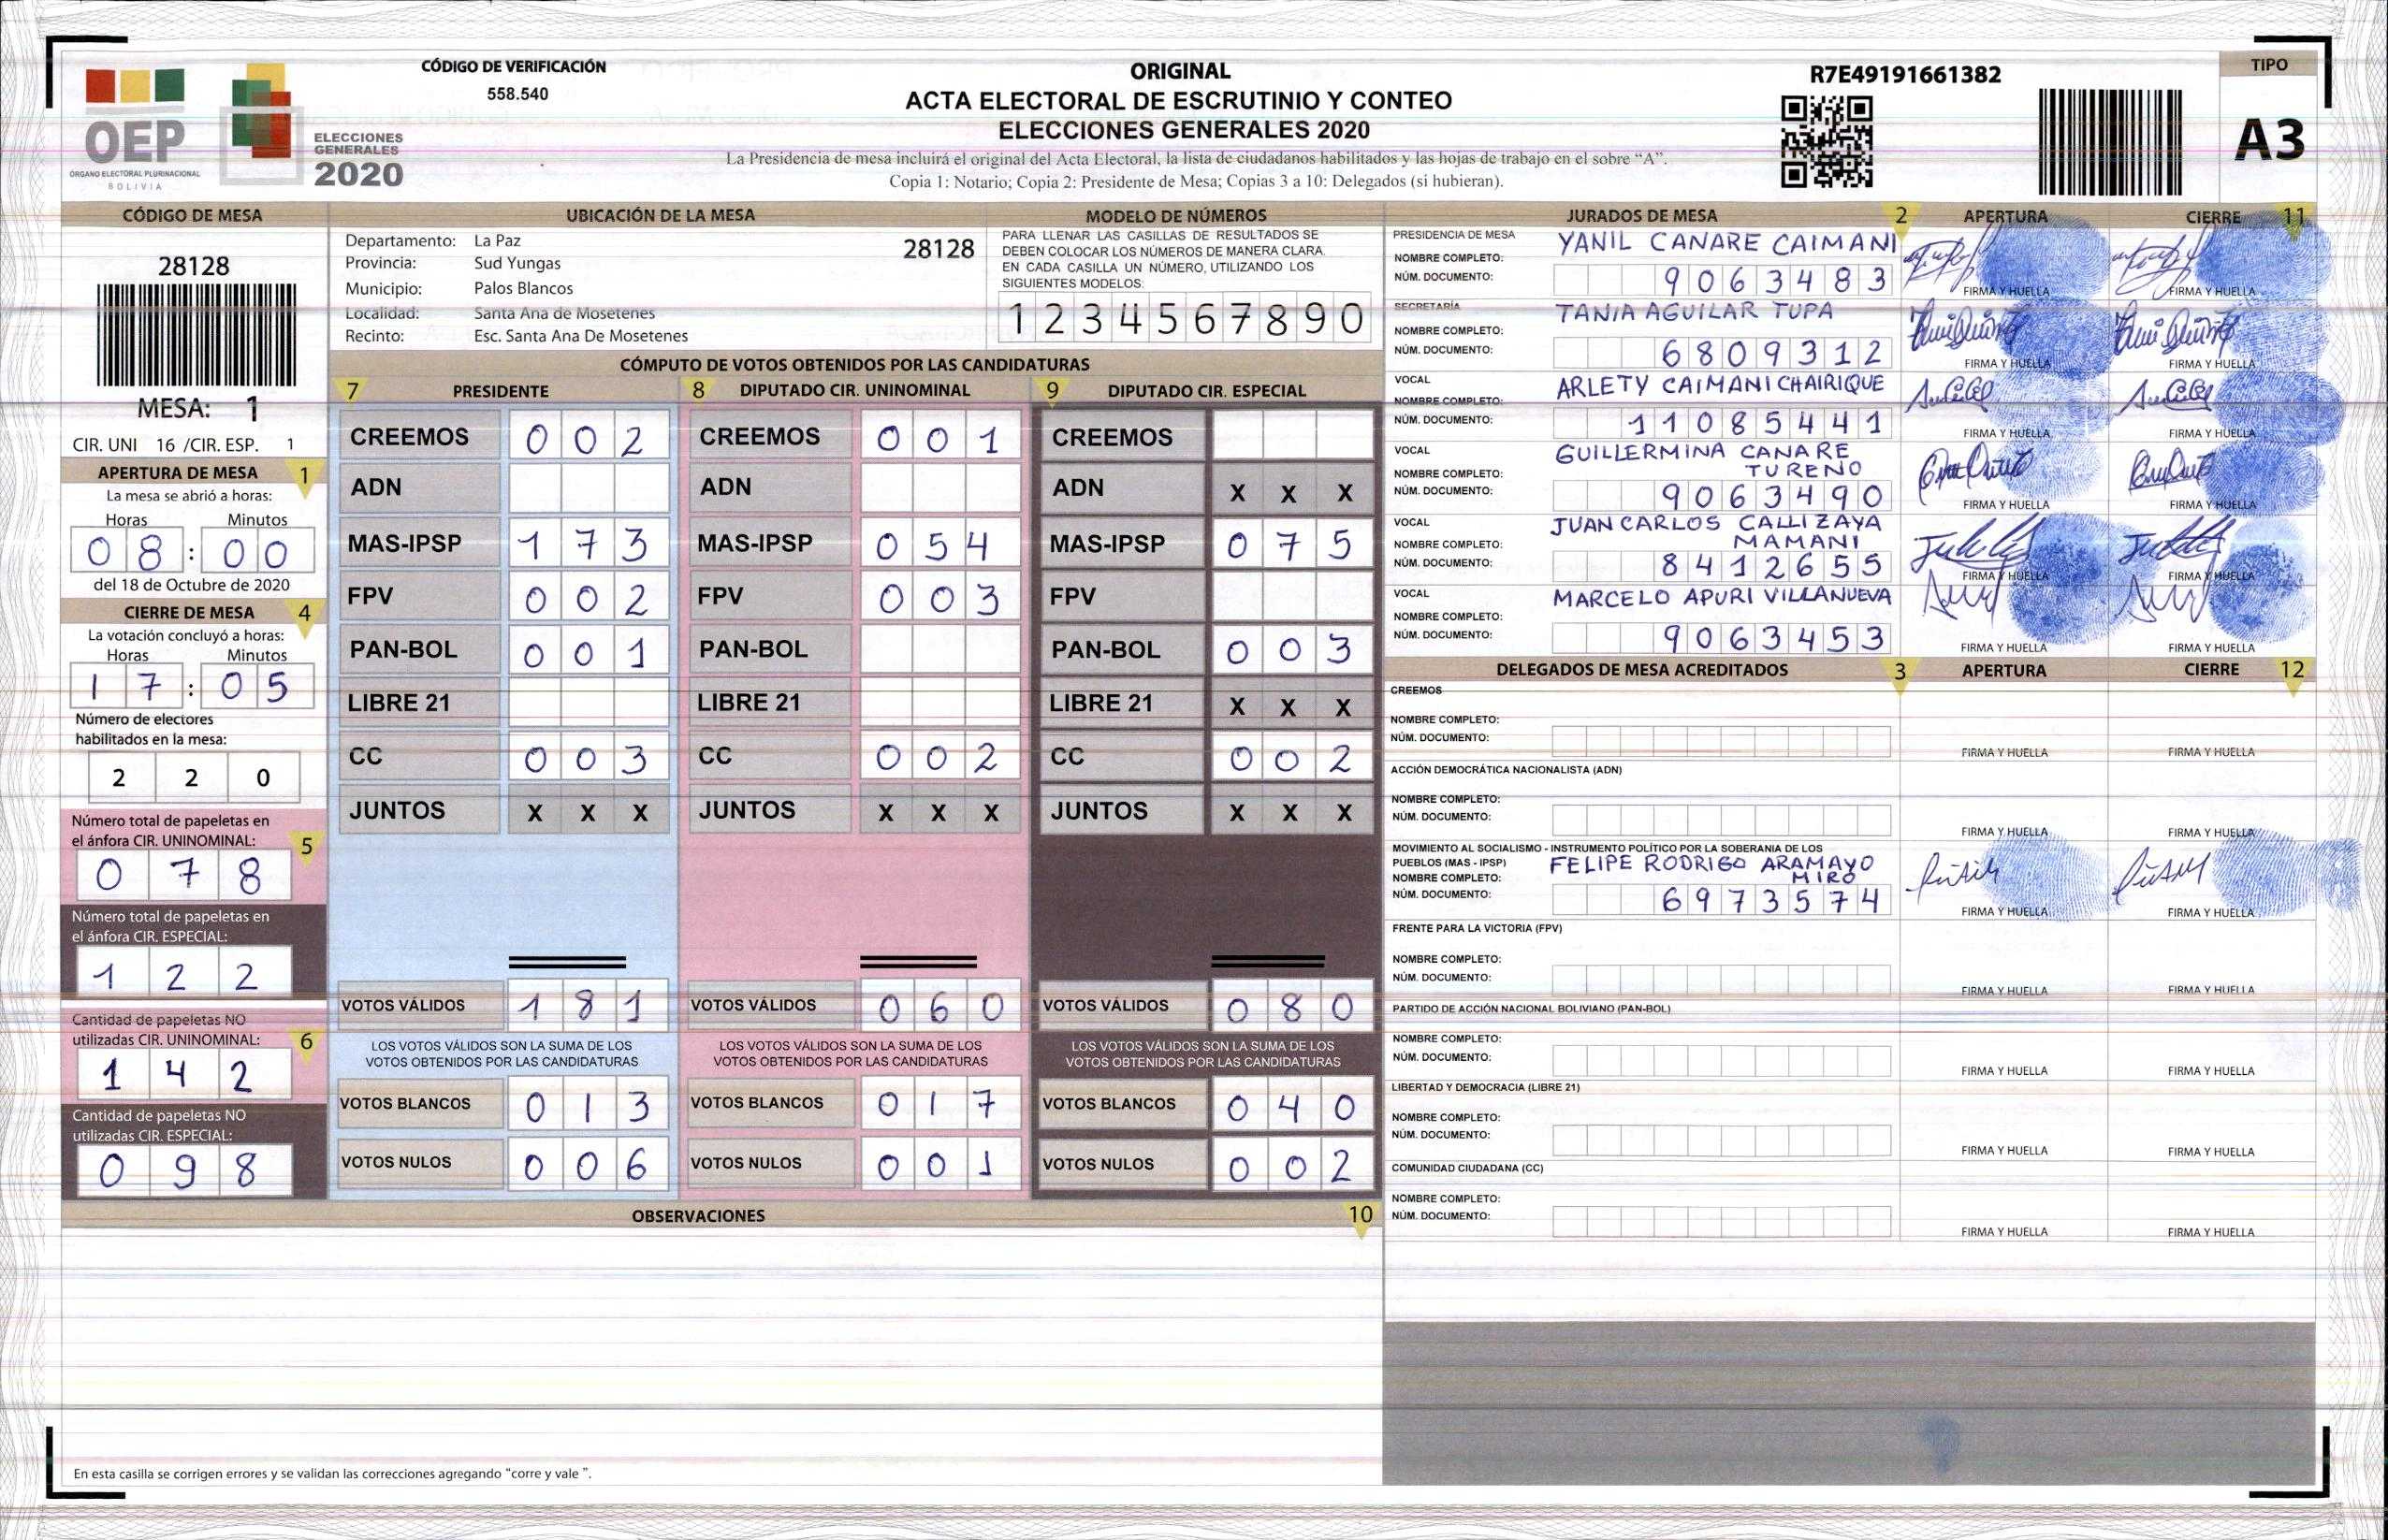 CÓDIGO DE VERIFICACIÓN
558.540
OEP
ÓRGANO ELECTORAL PLURINACIONAL
BOLIVIA
ELECCIONES
GENERALES
2020
ORIGINAL
ACTA ELECTORAL DE ESCRUTINIO Y CONTEO
ELECCIONES GENERALES 2020
La Presidencia de mesa incluirá el original del Acta Electoral, la lista de ciudadanos habilitados y las hojas de trabajo en el sobre “A”.
Copia 1: Notario; Copia 2: Presidente de Mesa; Copias 3 a 10: Delegados (si hubieran).
R7E49191661382
TIPO
A3
CÓDIGO DE MESA
28128
MESA: 1
CIR. UNI 16 /CIR. ESP. 1
APERTURA DE MESA 1
La mesa se abrió a horas:
Horas Minutos
08 : 00
del 18 de Octubre de 2020
CIERRE DE MESA 4
La votación concluyó a horas:
Horas Minutos
17 : 05
Número de electores
habilitados en la mesa:
2 2 0
Número total de papeletas en
el ánfora CIR. UNINOMINAL: 5
0 7 8
Número total de papeletas en
el ánfora CIR. ESPECIAL:
1 2 2
Cantidad de papeletas NO
utilizadas CIR. UNINOMINAL: 6
1 4 2
Cantidad de papeletas NO
utilizadas CIR. ESPECIAL:
0 9 8
UBICACIÓN DE LA MESA
Departamento: La Paz 28128
Provincia: Sud Yungas
Municipio: Palos Blancos
Localidad: Santa Ana de Mosetenes
Recinto: Esc. Santa Ana De Mosetenes
MODELO DE NÚMEROS
PARA LLENAR LAS CASILLAS DE RESULTADOS SE
DEBEN COLOCAR LOS NÚMEROS DE MANERA CLARA.
EN CADA CASILLA UN NÚMERO, UTILIZANDO LOS
SIGUIENTES MODELOS:
1 2 3 4 5 6 7 8 9 0
CÓMPUTO DE VOTOS OBTENIDOS POR LAS CANDIDATURAS
7 PRESIDENTE
CREEMOS 0 0 2
ADN
MAS-IPSP 1 7 3
FPV 0 0 2
PAN-BOL 0 0 1
LIBRE 21
CC 0 0 3
JUNTOS X X X
VOTOS VÁLIDOS 1 8 1
LOS VOTOS VÁLIDOS SON LA SUMA DE LOS
VOTOS OBTENIDOS POR LAS CANDIDATURAS
VOTOS BLANCOS 0 1 3
VOTOS NULOS 0 0 6
8 DIPUTADO CIR. UNINOMINAL
CREEMOS 0 0 1
ADN
MAS-IPSP 0 5 4
FPV 0 0 3
PAN-BOL
LIBRE 21
CC 0 0 2
JUNTOS X X X
VOTOS VÁLIDOS 0 6 0
LOS VOTOS VÁLIDOS SON LA SUMA DE LOS
VOTOS OBTENIDOS POR LAS CANDIDATURAS
VOTOS BLANCOS 0 1 7
VOTOS NULOS 0 0 1
9 DIPUTADO CIR. ESPECIAL
CREEMOS
ADN X X X
MAS-IPSP 0 7 5
FPV
PAN-BOL 0 0 3
LIBRE 21 X X X
CC 0 0 2
JUNTOS X X X
VOTOS VÁLIDOS 0 8 0
LOS VOTOS VÁLIDOS SON LA SUMA DE LOS
VOTOS OBTENIDOS POR LAS CANDIDATURAS
VOTOS BLANCOS 0 4 0
VOTOS NULOS 0 0 2
OBSERVACIONES 10
En esta casilla se corrigen errores y se validan las correcciones agregando “corre y vale ”.
JURADOS DE MESA 2 APERTURA CIERRE 11
PRESIDENCIA DE MESA YANIL CANARE CAIMANI
NOMBRE COMPLETO:
NÚM. DOCUMENTO: 9063483
FIRMA Y HUELLA FIRMA Y HUELLA
SECRETARÍA TANIA AGUILAR TUPA
NOMBRE COMPLETO:
NÚM. DOCUMENTO: 6809312
FIRMA Y HUELLA FIRMA Y HUELLA
VOCAL ARLETY CAIMANI CHAIRIQUE
NOMBRE COMPLETO:
NÚM. DOCUMENTO: 11085441
FIRMA Y HUELLA FIRMA Y HUELLA
VOCAL GUILLERMINA CANARE
NOMBRE COMPLETO: TURENO
NÚM. DOCUMENTO: 9063490
FIRMA Y HUELLA FIRMA Y HUELLA
VOCAL JUAN CARLOS CALLIZAYA
NOMBRE COMPLETO: MAMANI
NÚM. DOCUMENTO: 8412655
FIRMA Y HUELLA FIRMA Y HUELLA
VOCAL MARCELO APURI VILLANUEVA
NOMBRE COMPLETO:
NÚM. DOCUMENTO: 9063453
FIRMA Y HUELLA FIRMA Y HUELLA
DELEGADOS DE MESA ACREDITADOS 3 APERTURA CIERRE 12
CREEMOS
NOMBRE COMPLETO:
NÚM. DOCUMENTO:
FIRMA Y HUELLA FIRMA Y HUELLA
ACCIÓN DEMOCRÁTICA NACIONALISTA (ADN)
NOMBRE COMPLETO:
NÚM. DOCUMENTO:
FIRMA Y HUELLA FIRMA Y HUELLA
MOVIMIENTO AL SOCIALISMO - INSTRUMENTO POLÍTICO POR LA SOBERANIA DE LOS
PUEBLOS (MAS - IPSP) FELIPE RODRIGO ARAMAYO
NOMBRE COMPLETO: MIRO
NÚM. DOCUMENTO: 6973574
FIRMA Y HUELLA FIRMA Y HUELLA
FRENTE PARA LA VICTORIA (FPV)
NOMBRE COMPLETO:
NÚM. DOCUMENTO:
FIRMA Y HUELLA FIRMA Y HUELLA
PARTIDO DE ACCIÓN NACIONAL BOLIVIANO (PAN-BOL)
NOMBRE COMPLETO:
NÚM. DOCUMENTO:
FIRMA Y HUELLA FIRMA Y HUELLA
LIBERTAD Y DEMOCRACIA (LIBRE 21)
NOMBRE COMPLETO:
NÚM. DOCUMENTO:
FIRMA Y HUELLA FIRMA Y HUELLA
COMUNIDAD CIUDADANA (CC)
NOMBRE COMPLETO:
NÚM. DOCUMENTO:
FIRMA Y HUELLA FIRMA Y HUELLA